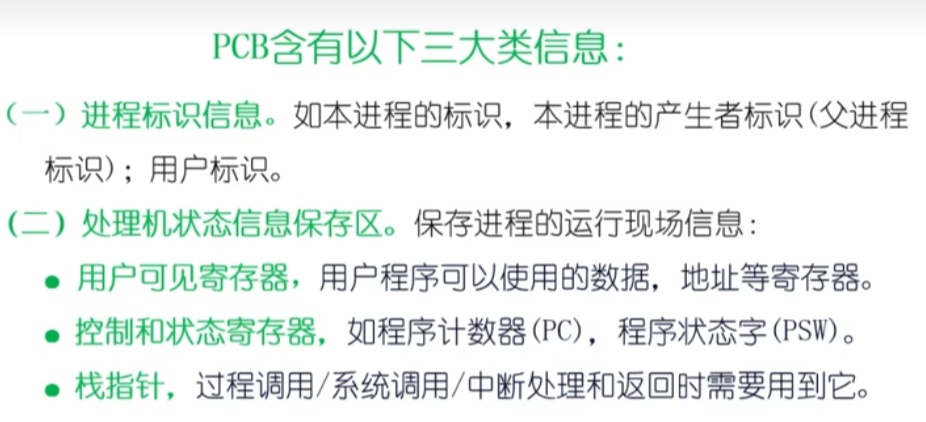 PCB含有以下三大类信息：
（一）进程标识信息。如本进程的标识，本进程的产生者标识(父进程
标识)；用户标识。
（二）处理机状态信息保存区。保存进程的运行现场信息：
● 用户可见寄存器，用户程序可以使用的数据，地址等寄存器。
● 控制和状态寄存器，如程序计数器(PC)，程序状态字(PSW)。
● 栈指针，过程调用/系统调用/中断处理和返回时需要用到它。